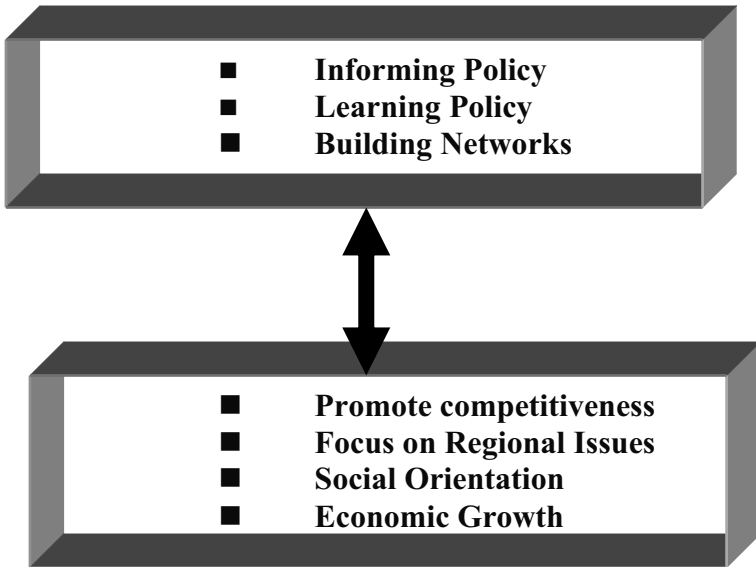 ■ Informing Policy
■ Learning Policy
■ Building Networks
■ Promote competitiveness
■ Focus on Regional Issues
■ Social Orientation
■ Economic Growth